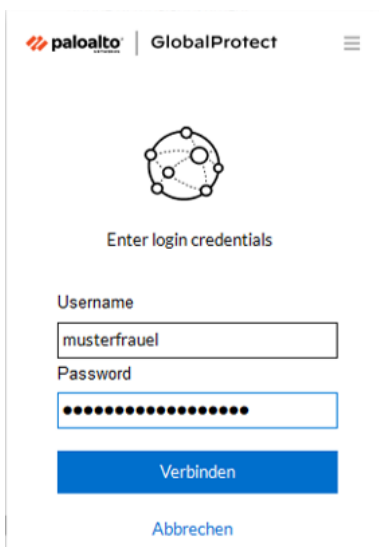 paloalto NETWORKS | GlobalProtect
Enter login credentials
Username
musterfrauel
Password
••••••••••••••••••
Verbinden
Abbrechen